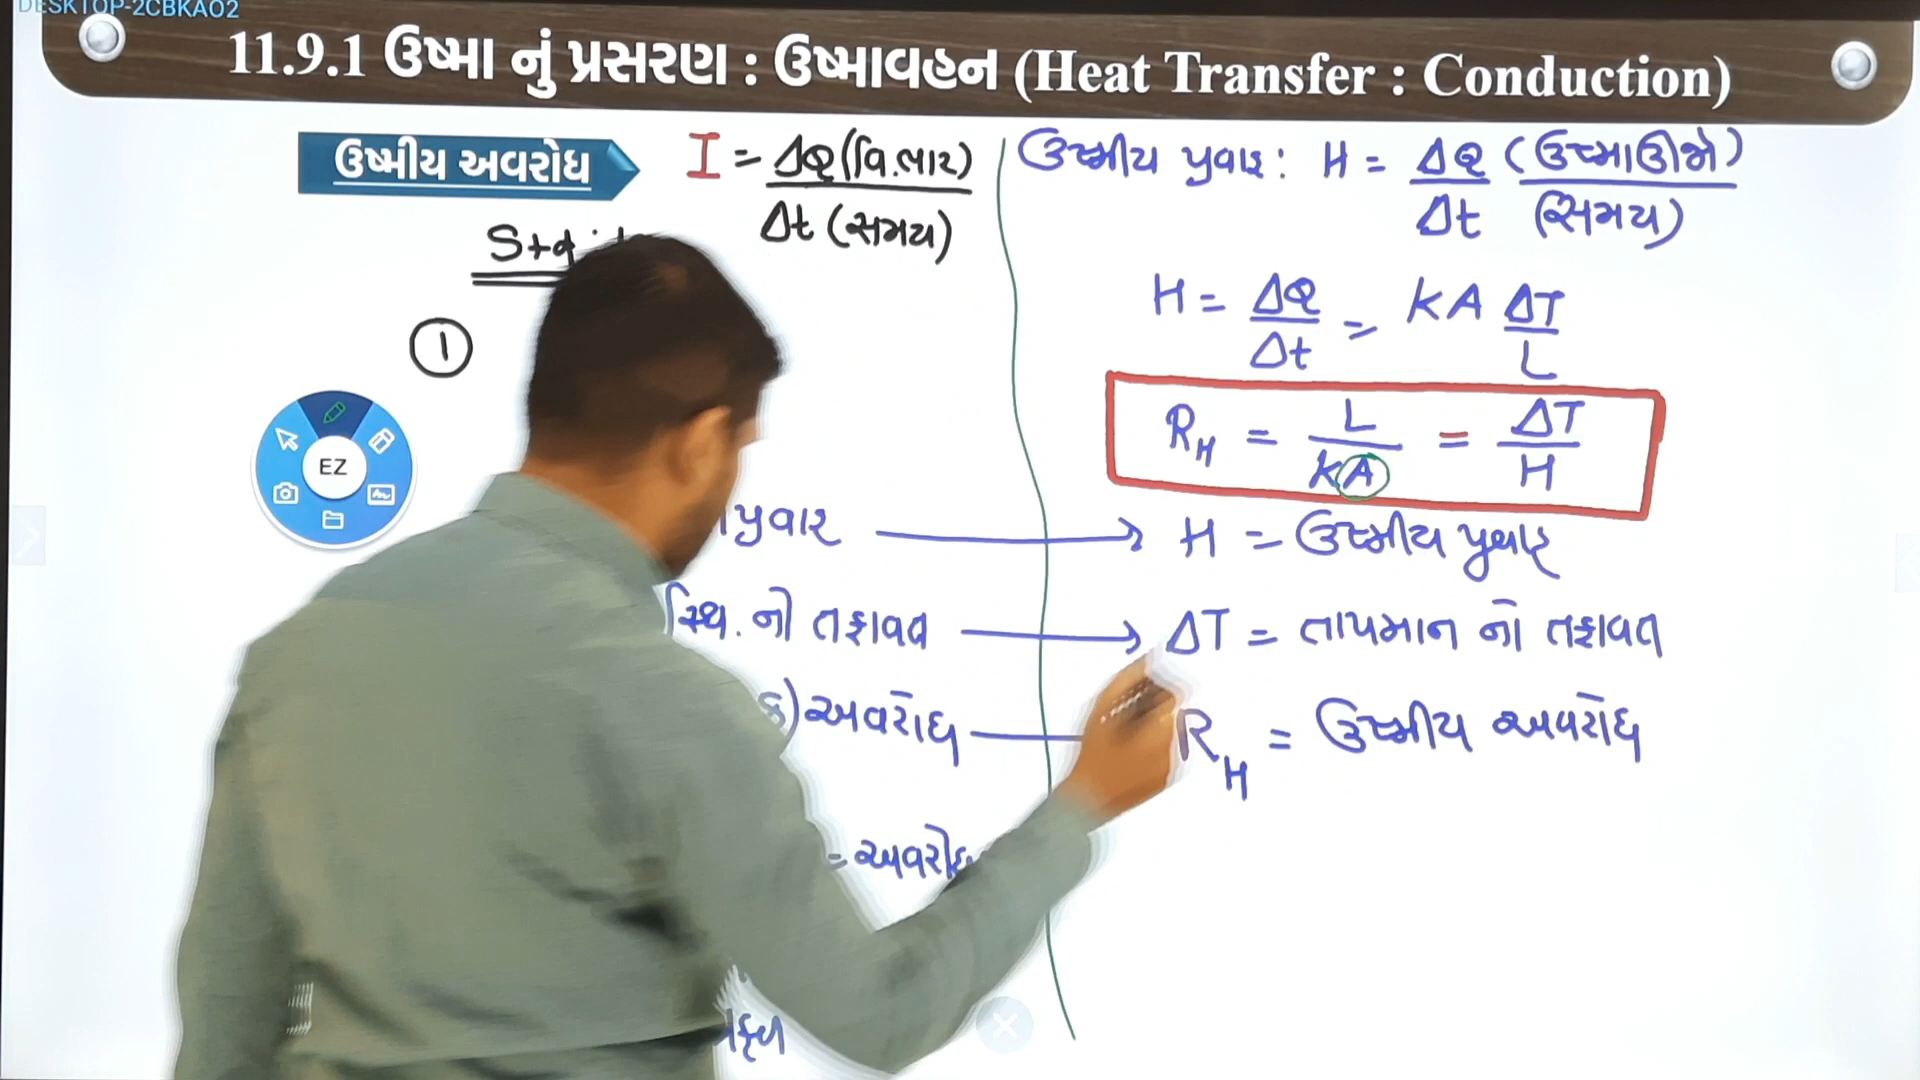 DESKTOP-2CBKAO2
11.9.1 ઉષ્મા નું પ્રસરણ : ઉષ્માવહન (Heat Transfer : Conduction)
ઉષ્મીય અવરોધ
I = ΔQ (વિ.ભાર) / Δt (સમય)
①
EZ
પ્રવાહ
સ્થિ. નો તફાવત
અવરોધ
= અવરોધ
ઉષ્મીય પ્રવાહ : H = ΔQ (ઉષ્માઊર્જા) / Δt (સમય)
H = ΔQ / Δt = KA ΔT / L
R_H = L / KA = ΔT / H
→ H = ઉષ્મીય પ્રવાહ
→ ΔT = તાપમાન નો તફાવત
R_H = ઉષ્મીય અવરોધ